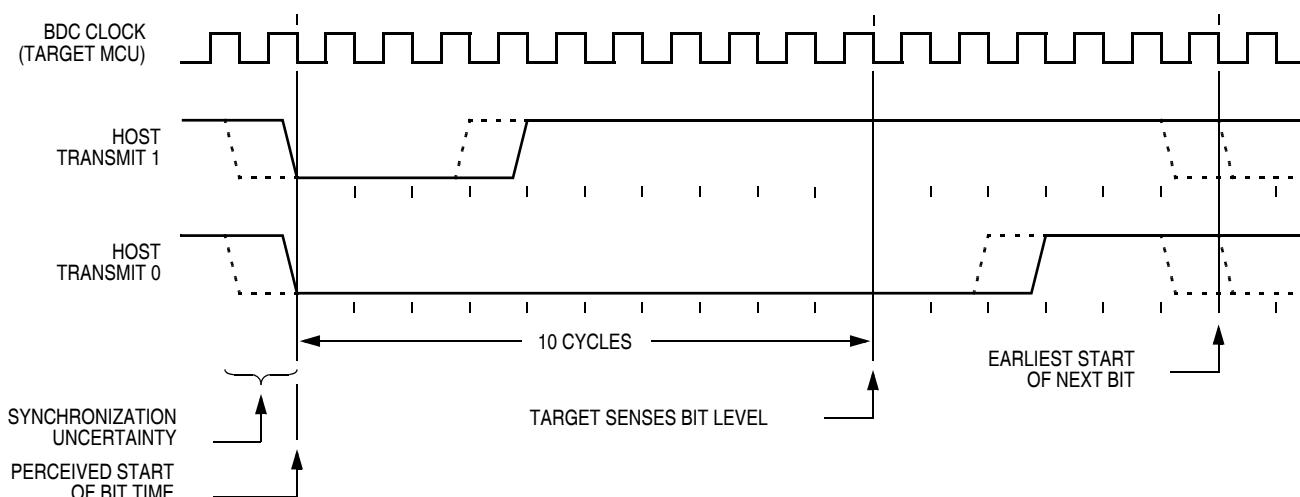 BDC CLOCK
(TARGET MCU)
HOST
TRANSMIT 1
HOST
TRANSMIT 0
10 CYCLES
EARLIEST START
OF NEXT BIT
SYNCHRONIZATION
UNCERTAINTY
TARGET SENSES BIT LEVEL
PERCEIVED START
OF BIT TIME